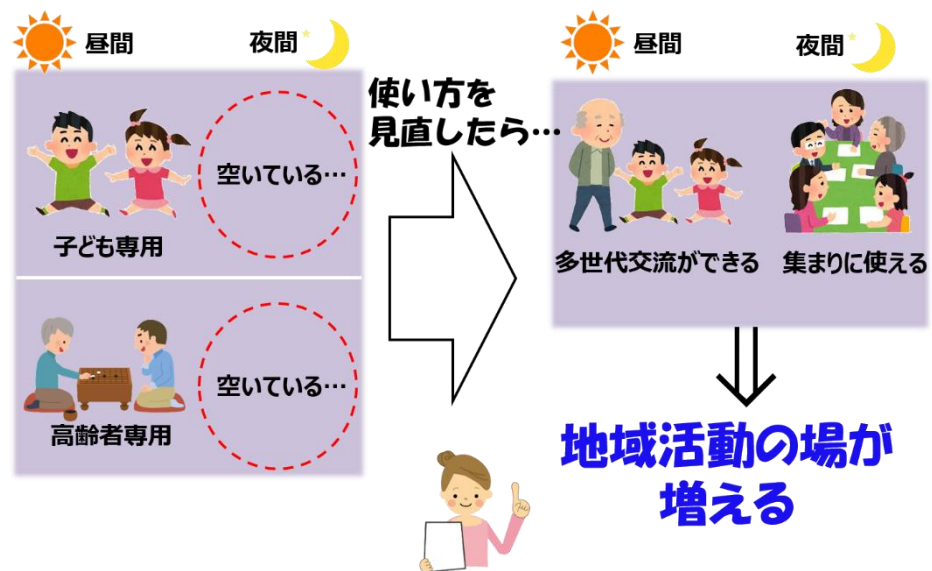 昼間
夜間
空いている…
子ども専用
空いている…
高齢者専用
使い方を
見直したら…
昼間
夜間
多世代交流ができる
集まりに使える
地域活動の場が
増える